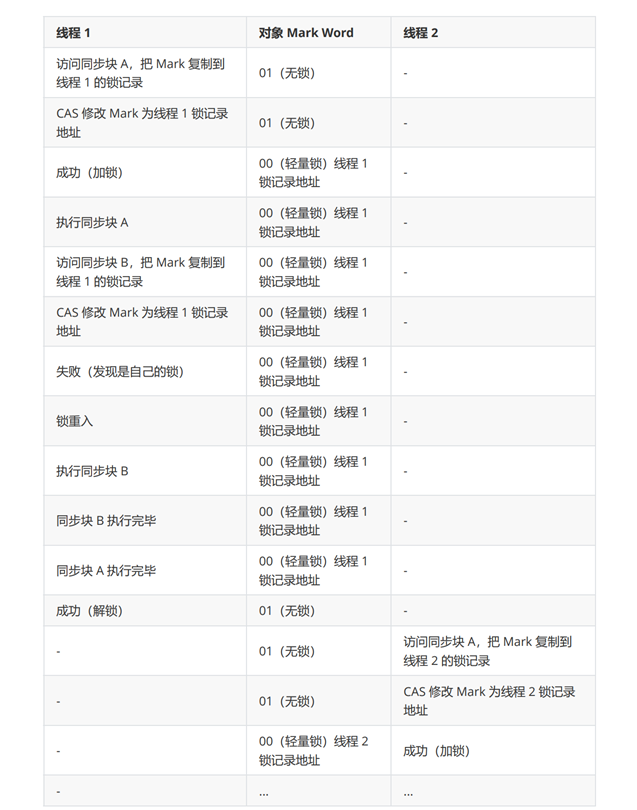 线程 1 对象 Mark Word 线程 2
访问同步块 A，把 Mark 复制到
线程 1 的锁记录
01（无锁） -
CAS 修改 Mark 为线程 1 锁记录
地址
01（无锁） -
成功（加锁）
00（轻量锁）线程 1
锁记录地址
-
执行同步块 A
00（轻量锁）线程 1
锁记录地址
-
访问同步块 B，把 Mark 复制到
线程 1 的锁记录
00（轻量锁）线程 1
锁记录地址
-
CAS 修改 Mark 为线程 1 锁记录
地址
00（轻量锁）线程 1
锁记录地址
-
失败（发现是自己的锁）
00（轻量锁）线程 1
锁记录地址
-
锁重入
00（轻量锁）线程 1
锁记录地址
-
执行同步块 B
00（轻量锁）线程 1
锁记录地址
-
同步块 B 执行完毕
00（轻量锁）线程 1
锁记录地址
-
同步块 A 执行完毕
00（轻量锁）线程 1
锁记录地址
-
成功（解锁） 01（无锁） -
- 01（无锁）
访问同步块 A，把 Mark 复制到
线程 2 的锁记录
- 01（无锁）
CAS 修改 Mark 为线程 2 锁记录
地址
-
00（轻量锁）线程 2
锁记录地址
成功（加锁）
- ... ...